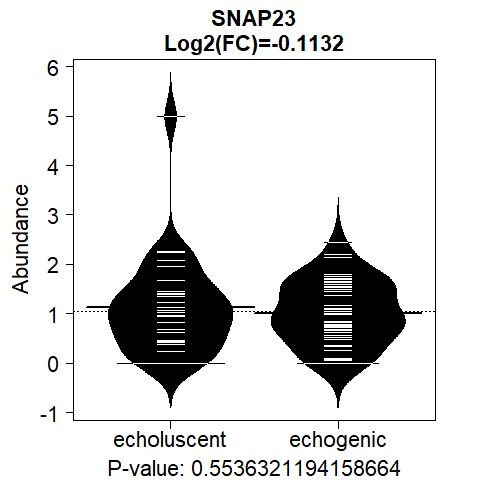 SNAP23
Log2(FC)=-0.1132
Abundance
6
5
4
3
2
1
0
-1
echoluscent echogenic
P-value: 0.5536321194158664